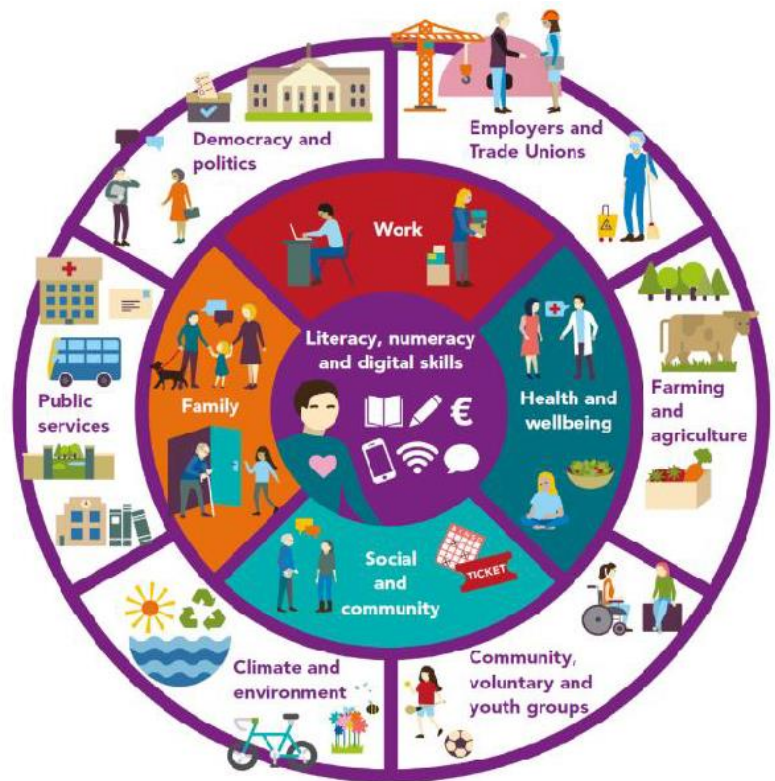 Democracy and
politics
Employers and
Trade Unions
Work
Literacy, numeracy
and digital skills
€
Family
Health and
wellbeing
Public
services
Farming
and
agriculture
Social
and
community
BINGO
TICKET
Climate and
environment
Community,
voluntary and
youth groups